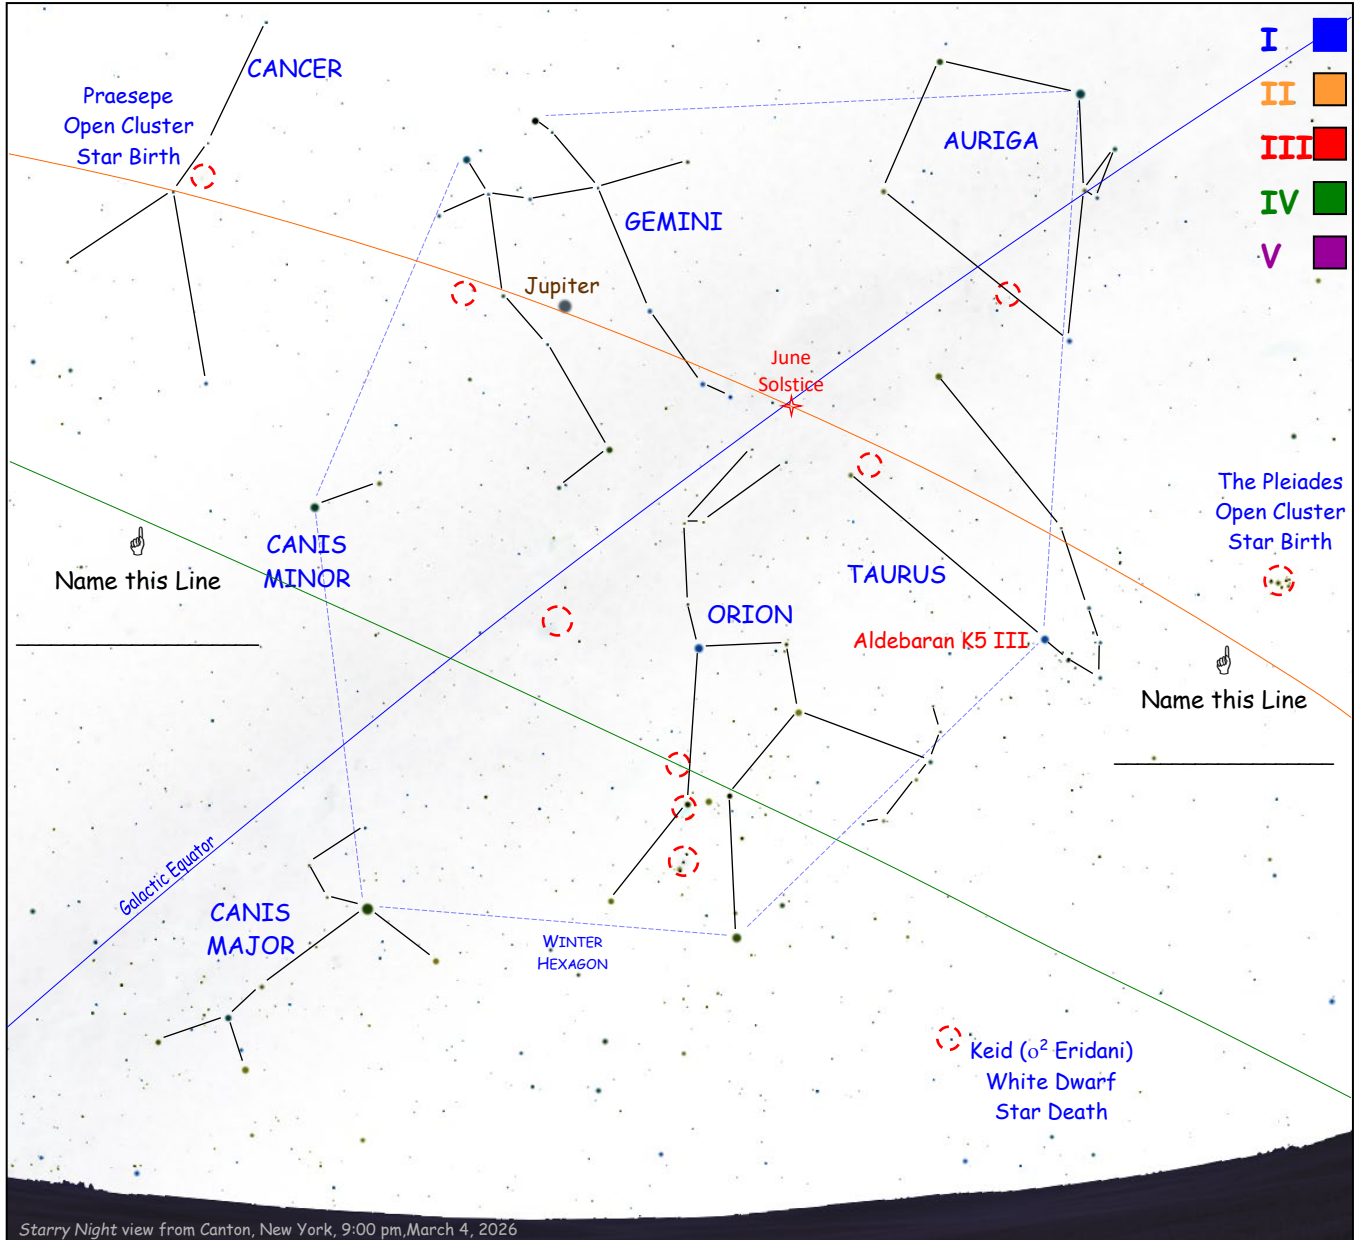 CANCER
Praesepe
Open Cluster
Star Birth
AURIGA
I
II
III
IV
V
GEMINI
Jupiter
June
Solstice
The Pleiades
Open Cluster
Star Birth
CANIS
MINOR
Name this Line
TAURUS
ORION
Aldebaran K5 III
Name this Line
Galactic Equator
CANIS
MAJOR
WINTER
HEXAGON
Keid (ο² Eridani)
White Dwarf
Star Death
Starry Night view from Canton, New York, 9:00 pm,March 4, 2026